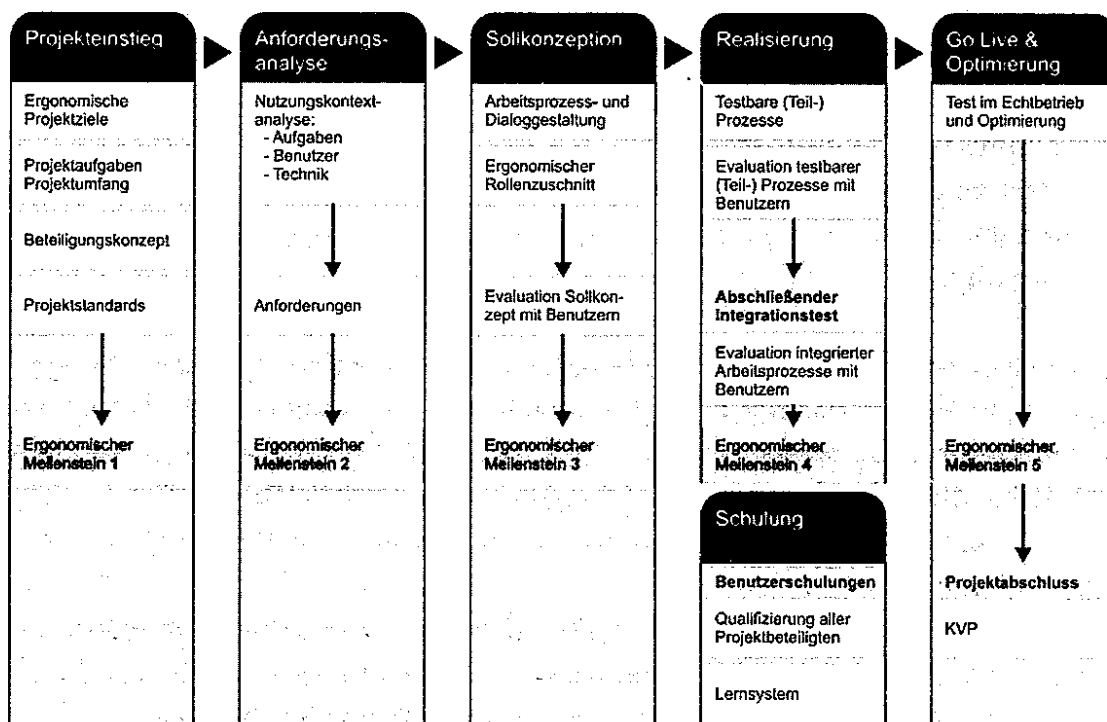 Projekteinstieg
Ergonomische
Projektziele
Projektaufgaben
Projektumfang
Beteiligungskonzept
Projektstandards
Ergonomischer
Meilenstein 1
Anforderungs-
analyse
Nutzungskontext-
analyse:
- Aufgaben
- Benutzer
- Technik
Anforderungen
Ergonomischer
Meilenstein 2
Sollkonzeption
Arbeitsprozess- und
Dialoggestaltung
Ergonomischer
Rollenzuschnitt
Evaluation Sollkon-
zept mit Benutzern
Ergonomischer
Meilenstein 3
Realisierung
Testbare (Teil-)
Prozesse
Evaluation testbarer
(Teil-) Prozesse mit
Benutzern
Abschließender
Integrationstest
Evaluation integrierter
Arbeitsprozesse mit
Benutzern
Ergonomischer
Meilenstein 4
Schulung
Benutzerschulungen
Qualifizierung aller
Projektbeteiligten
Lernsystem
Go Live &
Optimierung
Test im Echtbetrieb
und Optimierung
Ergonomischer
Meilenstein 5
Projektabschluss
KVP